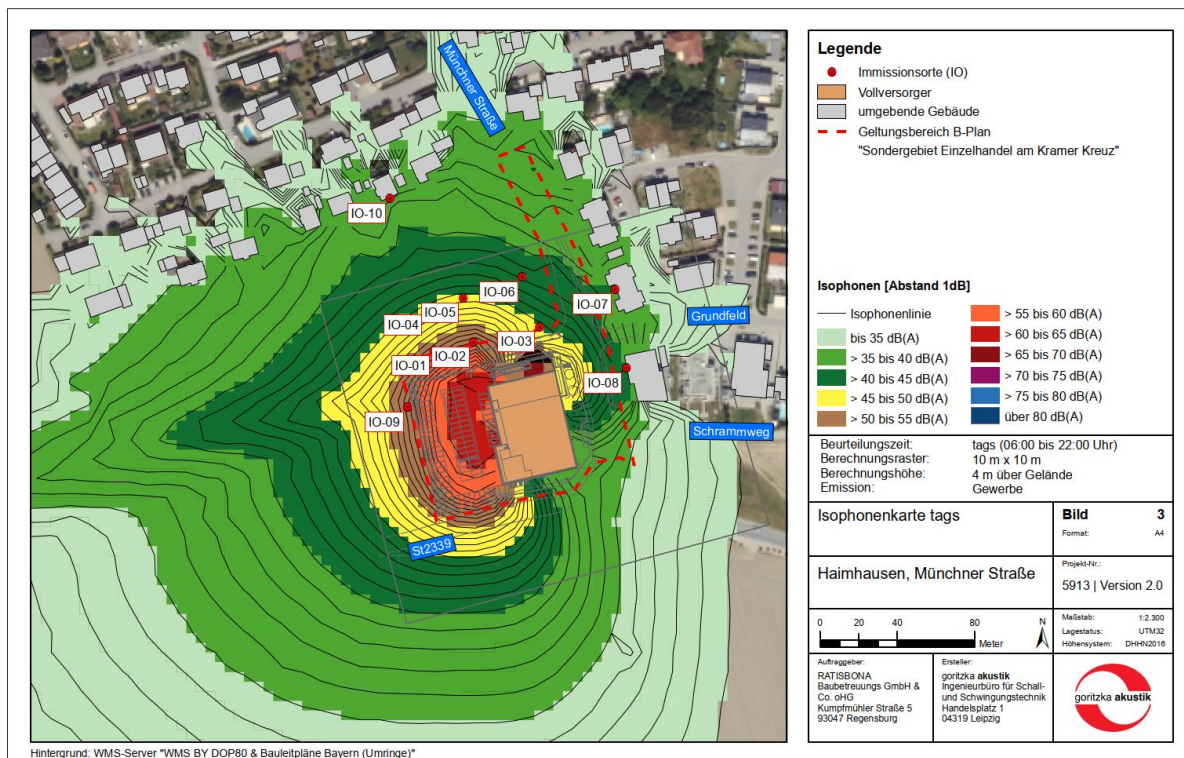 Münchner Straße
IO-10
IO-06
IO-05
IO-07
IO-04
Grundfeld
IO-03
IO-02
IO-01
IO-08
IO-09
Schrammweg
St2339
Hintergrund: WMS-Server "WMS BY DOP80 & Bauleitpläne Bayern (Umringe)"
Legende
Immissionsorte (IO)
Vollversorger
umgebende Gebäude
Geltungsbereich B-Plan
"Sondergebiet Einzelhandel am Kramer Kreuz"
Isophonen [Abstand 1dB]
Isophonenlinie
bis 35 dB(A)
> 35 bis 40 dB(A)
> 40 bis 45 dB(A)
> 45 bis 50 dB(A)
> 50 bis 55 dB(A)
> 55 bis 60 dB(A)
> 60 bis 65 dB(A)
> 65 bis 70 dB(A)
> 70 bis 75 dB(A)
> 75 bis 80 dB(A)
über 80 dB(A)
Beurteilungszeit: tags (06:00 bis 22:00 Uhr)
Berechnungsraster: 10 m x 10 m
Berechnungshöhe: 4 m über Gelände
Emission: Gewerbe
Isophonenkarte tags
Bild 3
Format: A4
Haimhausen, Münchner Straße
Projekt-Nr.:
5913 | Version 2.0
0 20 40 80
Meter
N
Maßstab: 1:2.300
Lagestatus: UTM32
Höhensystem: DHHN2016
Auftraggeber:
RATISBONA
Baubetreuungs GmbH &
Co. oHG
Kumpfmühler Straße 5
93047 Regensburg
Ersteller:
goritzka akustik
Ingenieurbüro für Schall-
und Schwingungstechnik
Handelsplatz 1
04319 Leipzig
goritzka akustik